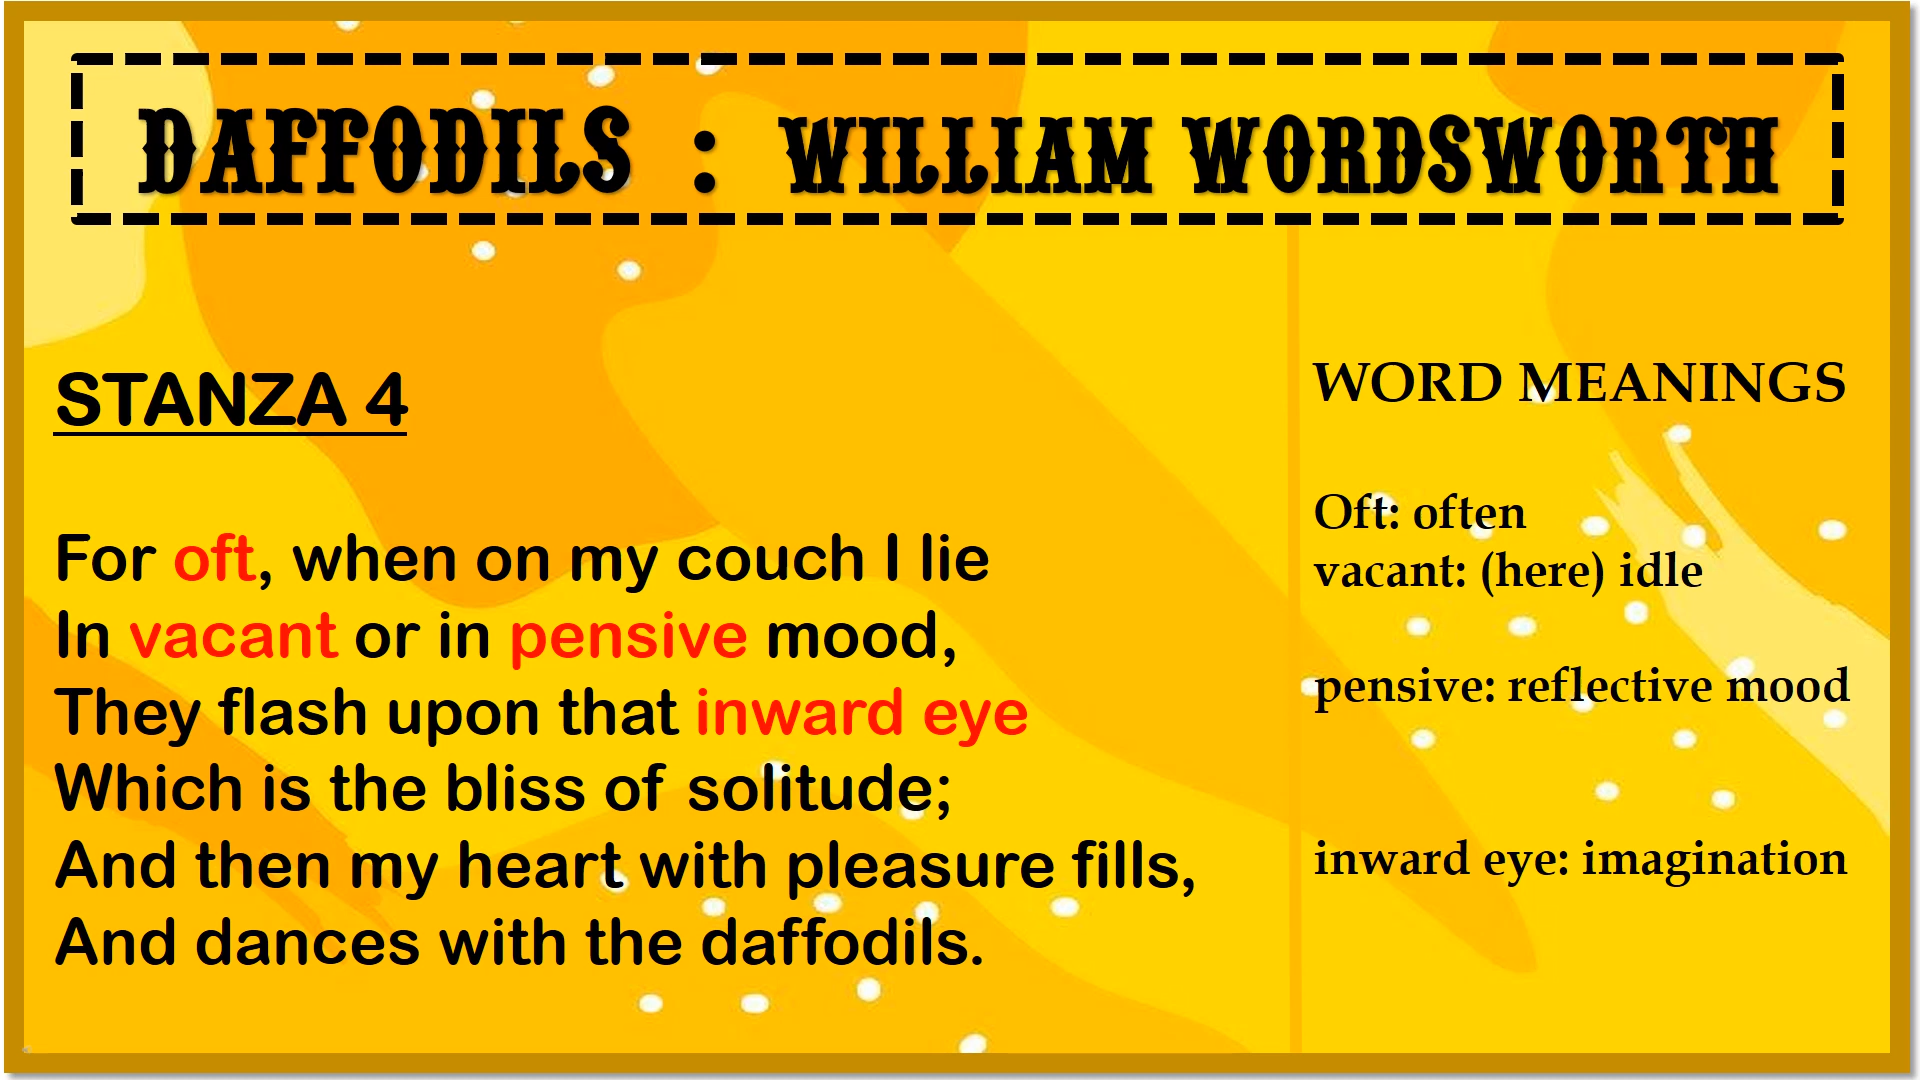 DAFFODILS : WILLIAM WORDSWORTH
STANZA 4
For oft, when on my couch I lie
In vacant or in pensive mood,
They flash upon that inward eye
Which is the bliss of solitude;
And then my heart with pleasure fills,
And dances with the daffodils.
WORD MEANINGS
Oft: often
vacant: (here) idle
pensive: reflective mood
inward eye: imagination